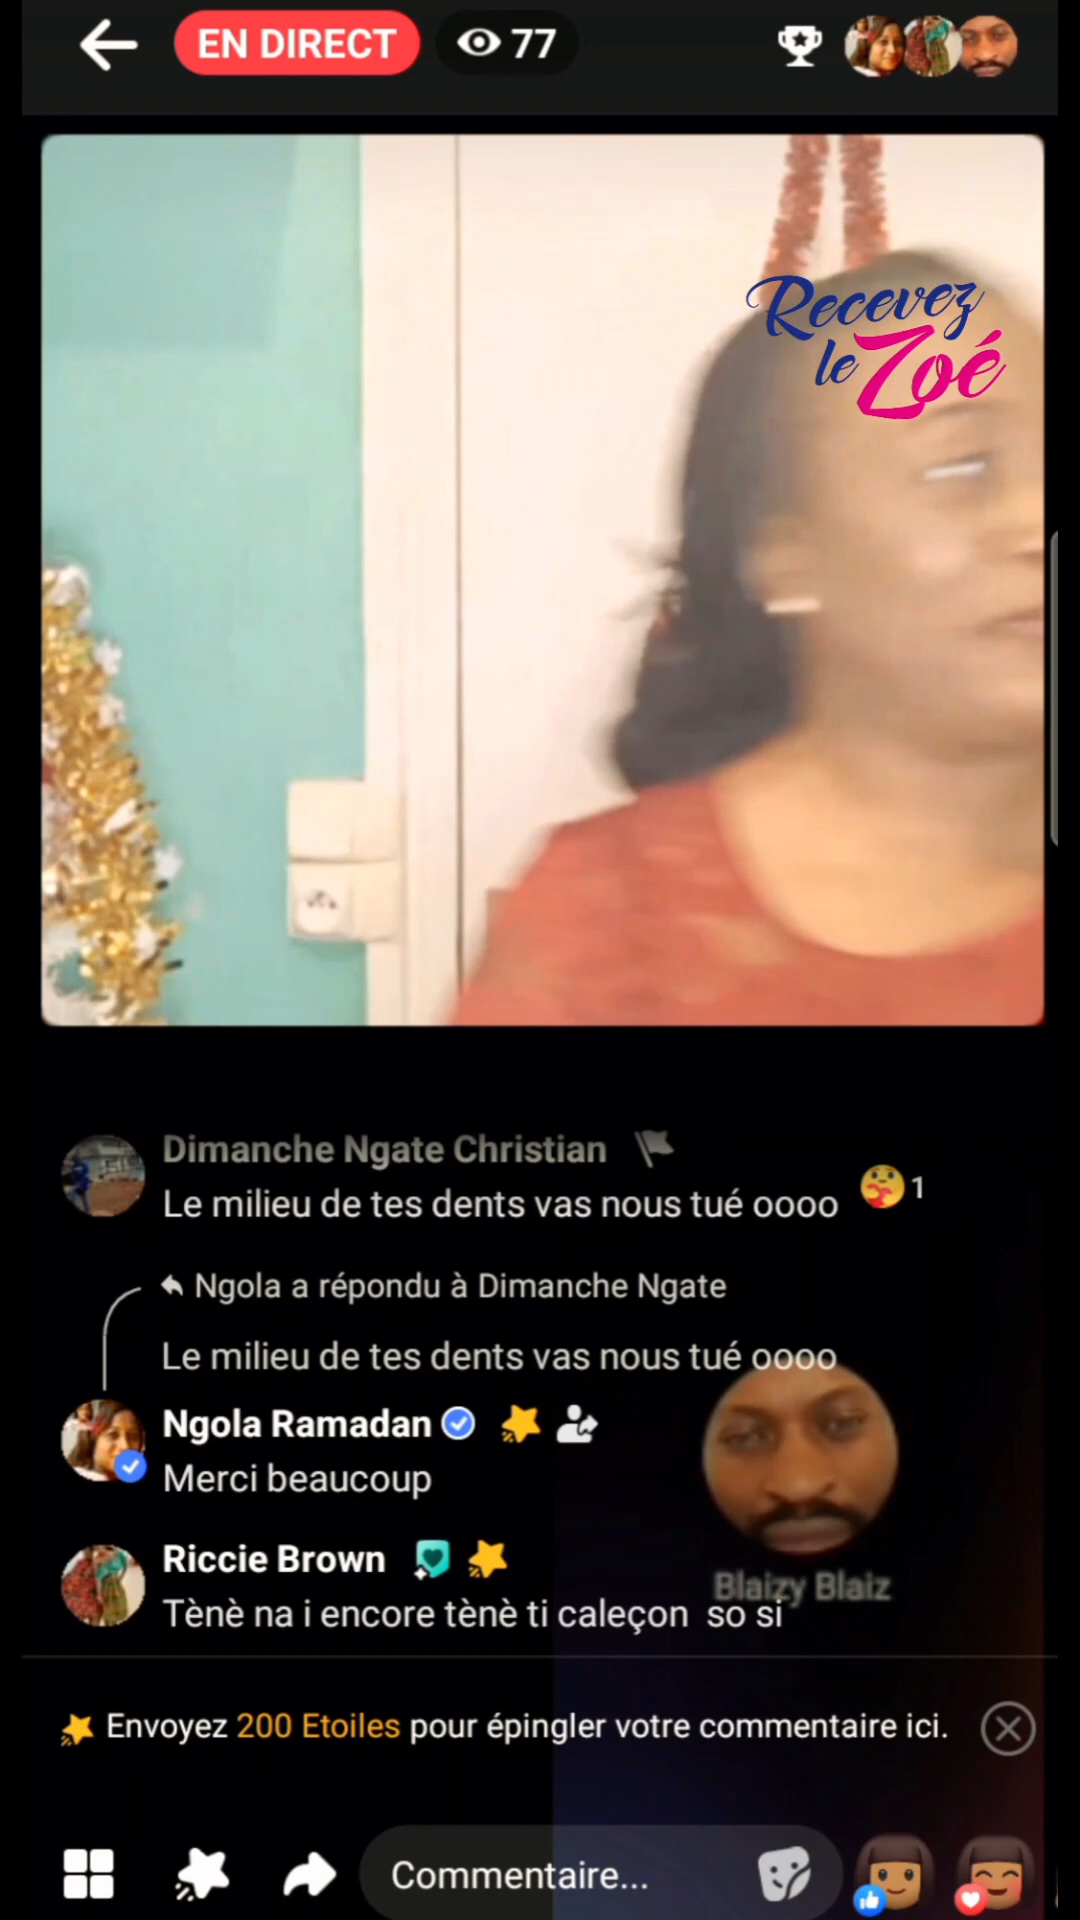 EN DIRECT 77
Recevez
le Zoé
Dimanche Ngate Christian
Le milieu de tes dents vas nous tué oooo 1
Ngola a répondu à Dimanche Ngate
Le milieu de tes dents vas nous tué oooo
Ngola Ramadan
Merci beaucoup
Riccie Brown
Blaizy Blaiz
Tènè na i encore tènè ti caleçon so si
Envoyez 200 Etoiles pour épingler votre commentaire ici.
Commentaire...